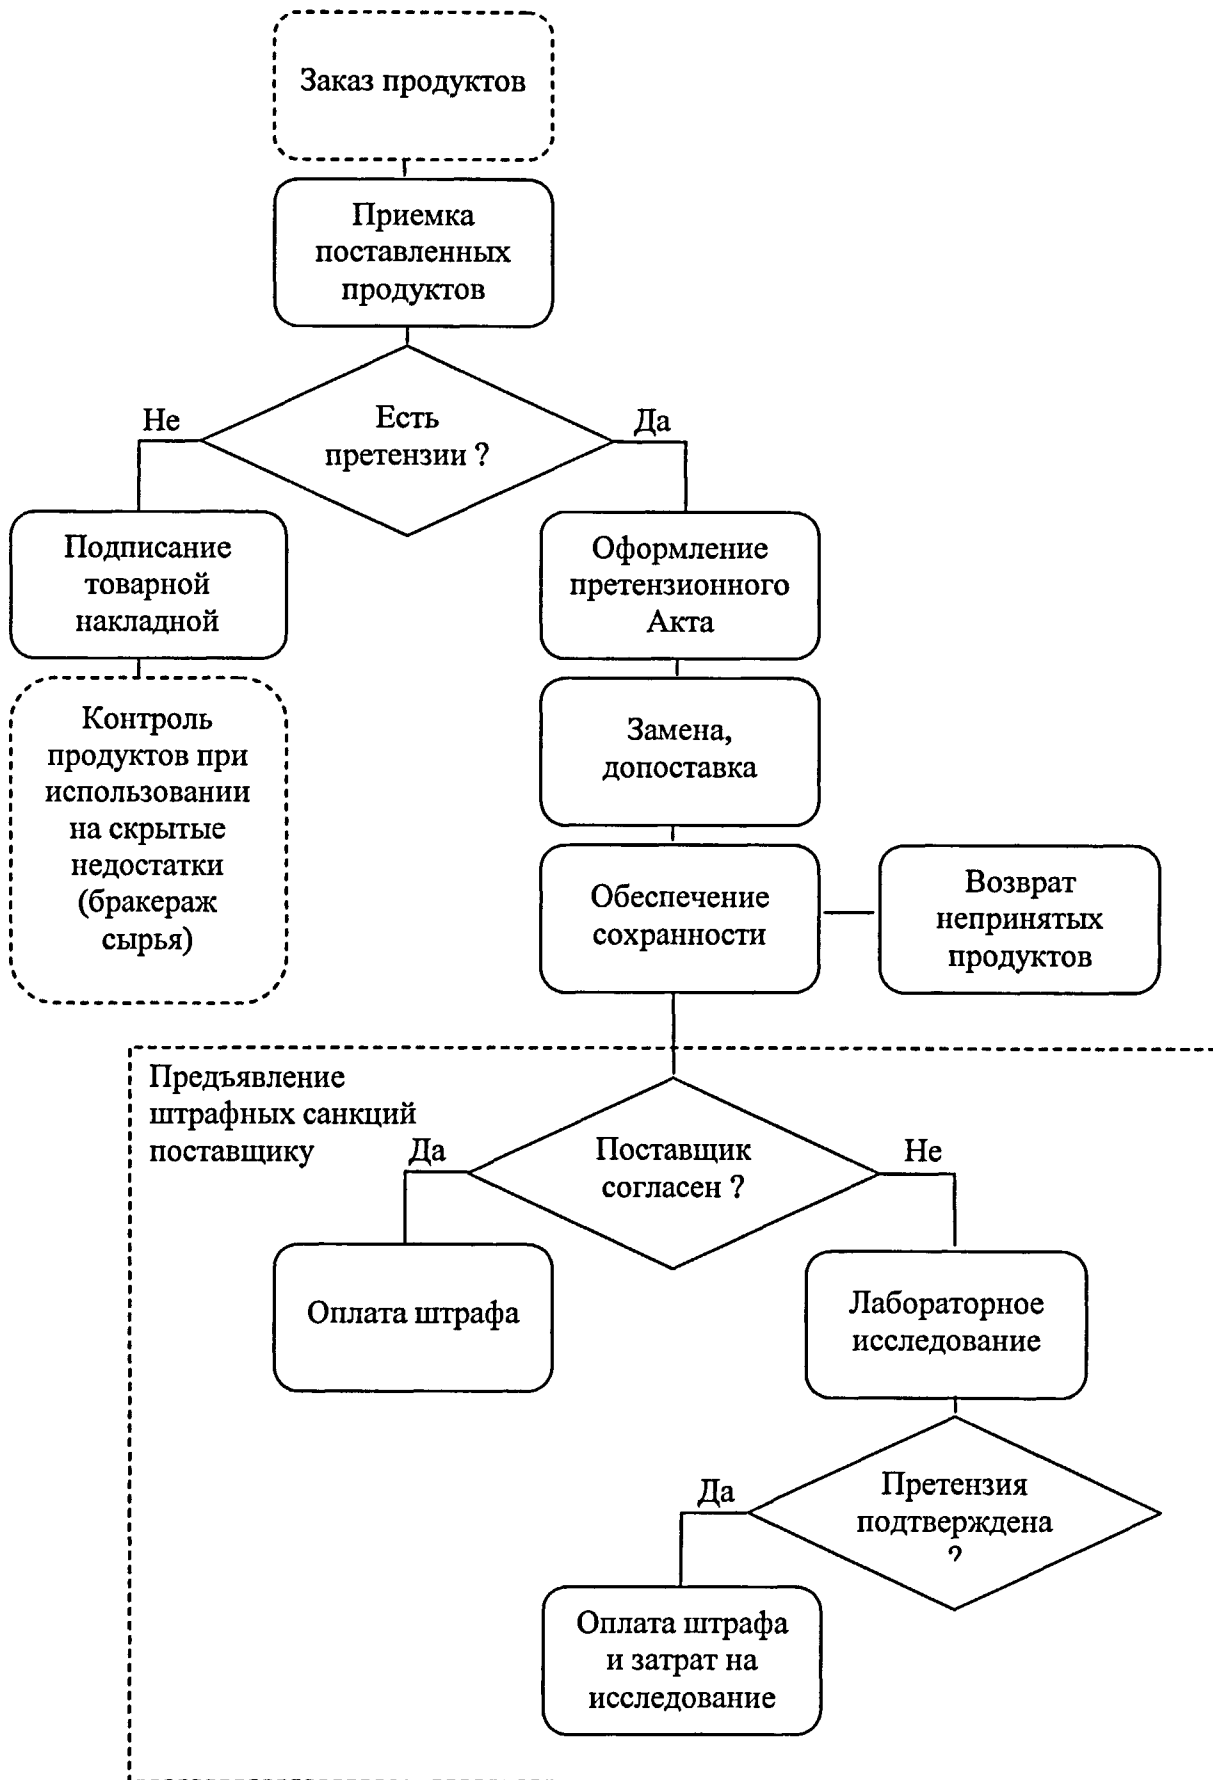 Заказ продуктов
Приемка
поставленных
продуктов
Есть
претензии ?
Не
Да
Подписание
товарной
накладной
Оформление
претензионного
Акта
Контроль
продуктов при
использовании
на скрытые
недостатки
(бракераж
сырья)
Замена,
допоставка
Обеспечение
сохранности
Возврат
непринятых
продуктов
Предъявление
штрафных санкций
поставщику
Поставщик
согласен ?
Да
Не
Оплата штрафа
Лабораторное
исследование
Претензия
подтверждена
?
Да
Оплата штрафа
и затрат на
исследование